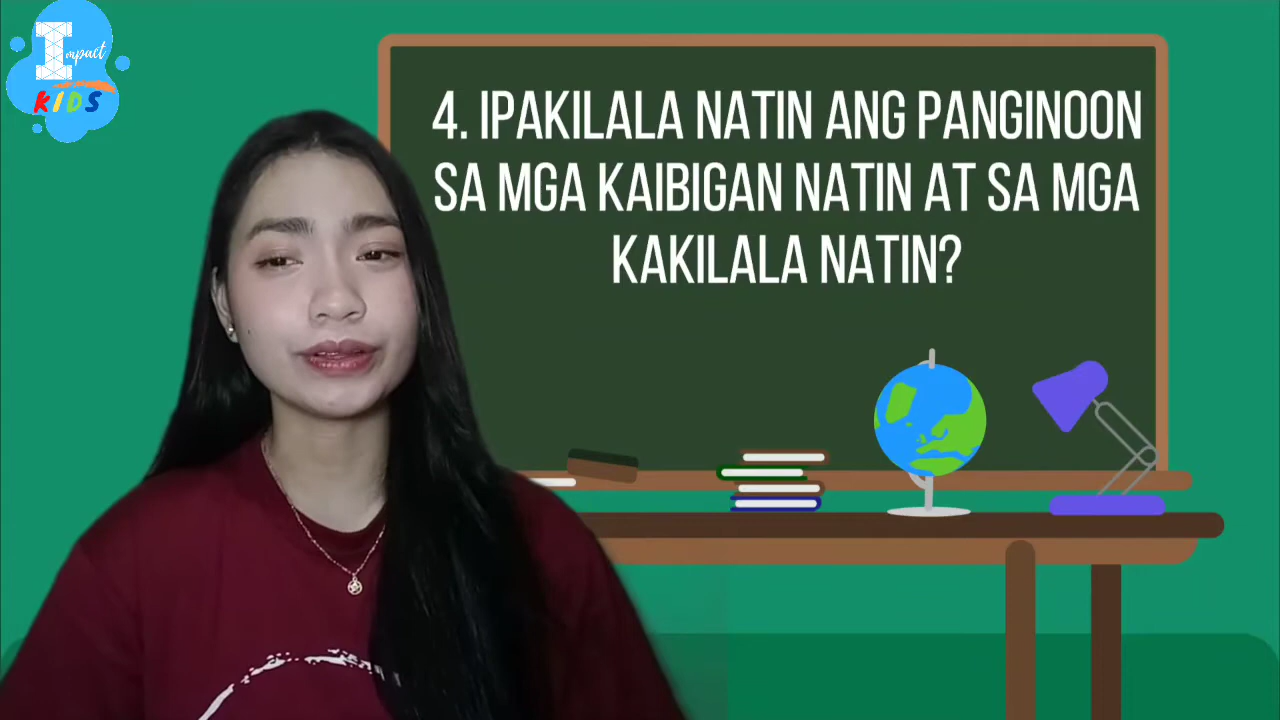 Impact
KIDS
4. IPAKILALA NATIN ANG PANGINOON
SA MGA KAIBIGAN NATIN AT SA MGA
KAKILALA NATIN?